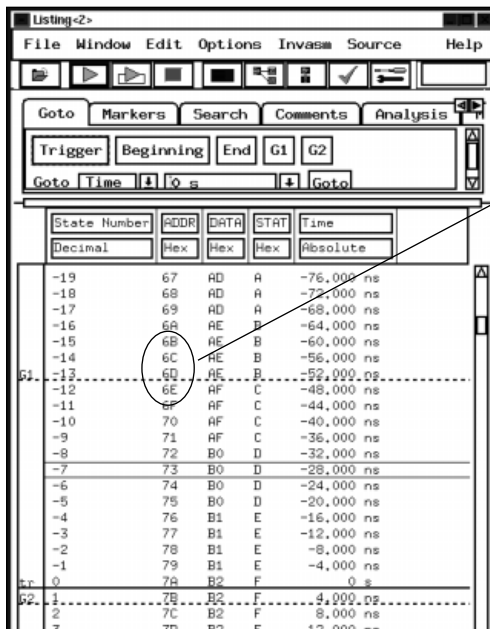 Listing<2>
File Window Edit Options Invasm Source Help
Goto Markers Search Comments Analysis M
Trigger Beginning End G1 G2
Goto Time 0 s Goto
State Number ADDR DATA STAT Time
Decimal Hex Hex Hex Absolute
-19 67 AD A -76.000 ns
-18 68 AD A -72.000 ns
-17 69 AD A -68.000 ns
-16 6A AE B -64.000 ns
-15 6B AE B -60.000 ns
-14 6C AE B -56.000 ns
G1 -13 6D AE B -52.000 ns
-12 6E AF C -48.000 ns
-11 6F AF C -44.000 ns
-10 70 AF C -40.000 ns
-9 71 AF C -36.000 ns
-8 72 B0 D -32.000 ns
-7 73 B0 D -28.000 ns
-6 74 B0 D -24.000 ns
-5 75 B0 D -20.000 ns
-4 76 B1 E -16.000 ns
-3 77 B1 E -12.000 ns
-2 78 B1 E -8.000 ns
-1 79 B1 E -4.000 ns
tr 0 7A B2 F 0 s
G2 1 7B B2 F 4.000 ns
2 7C B2 F 8.000 ns
3 7D B2 F 12.000 ns